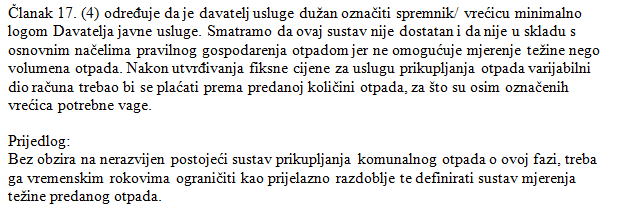 Članak 17. (4) određuje da je davatelj usluge dužan označiti spremnik/ vrećicu minimalno
logom Davatelja javne usluge. Smatramo da ovaj sustav nije dostatan i da nije u skladu s
osnovnim načelima pravilnog gospodarenja otpadom jer ne omogućuje mjerenje težine nego
volumena otpada. Nakon utvrđivanja fiksne cijene za uslugu prikupljanja otpada varijabilni
dio računa trebao bi se plaćati prema predanoj količini otpada, za što su osim označenih
vrećica potrebne vage.

Prijedlog:
Bez obzira na nerazvijen postojeći sustav prikupljanja komunalnog otpada o ovoj fazi, treba
ga vremenskim rokovima ograničiti kao prijelazno razdoblje te definirati sustav mjerenja
težine predanog otpada.